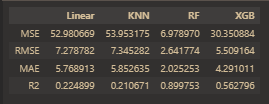 Linear KNN RF XGB
MSE 52.980669 53.953175 6.978970 30.350884
RMSE 7.278782 7.345282 2.641774 5.509164
MAE 5.768913 5.852635 2.025253 4.291011
R2 0.224899 0.210671 0.899753 0.562796